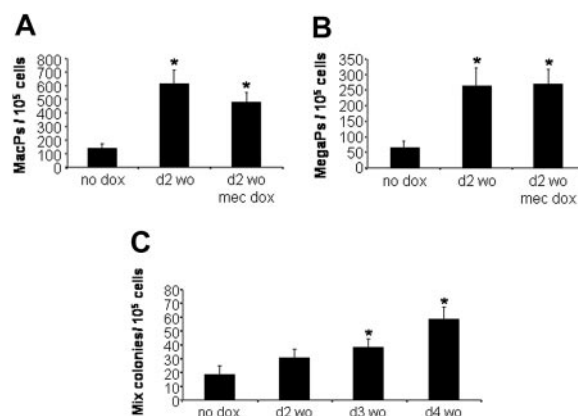 A
MacPs / 10⁵ cells
800
700
600
500
400
300
200
100
0
*
*
no dox
d2 wo
d2 wo
mec dox
B
MegaPs / 10⁵ cells
350
300
250
200
150
100
50
0
*
*
no dox
d2 wo
d2 wo
mec dox
C
Mix colonies/ 10⁵ cells
80
70
60
50
40
30
20
10
0
*
*
no dox
d2 wo
d3 wo
d4 wo